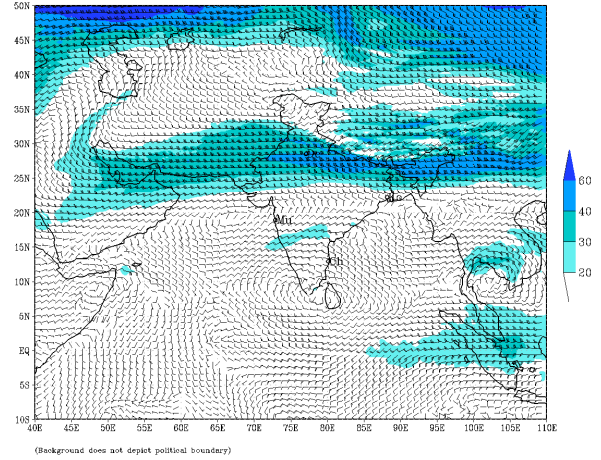 50N
45N
40N
35N
30N
25N
20N
15N
10N
5N
EQ
5S
10S
40E 45E 50E 55E 60E 65E 70E 75E 80E 85E 90E 95E 100E 105E 110E
Mu
Ch
60
40
30
20
(Background does not depict political boundary)